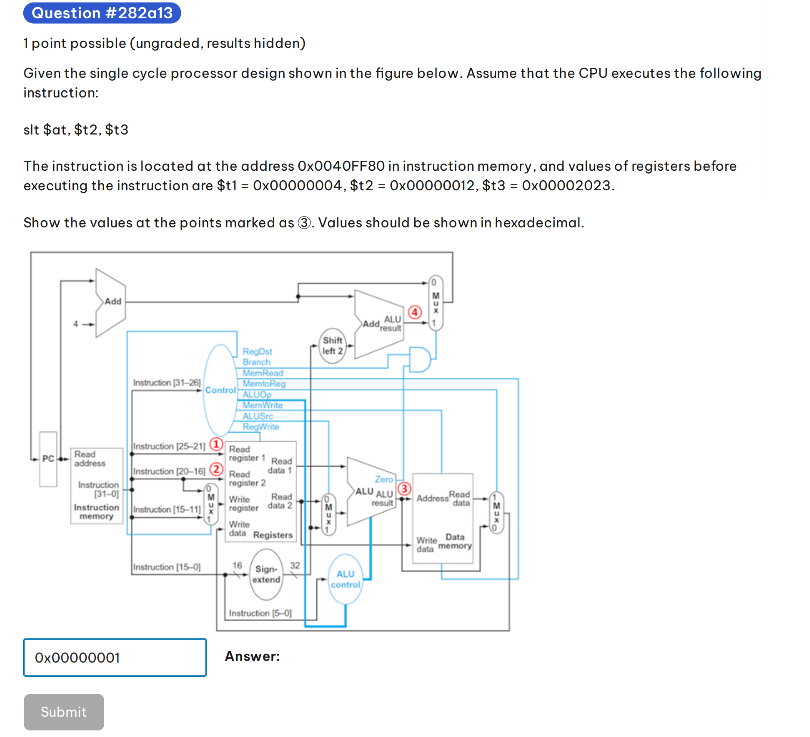 Question #282a13
1 point possible (ungraded, results hidden)
Given the single cycle processor design shown in the figure below. Assume that the CPU executes the following
instruction:
slt $at, $t2, $t3
The instruction is located at the address 0x0040FF80 in instruction memory, and values of registers before
executing the instruction are $t1 = 0x00000004, $t2 = 0x00000012, $t3 = 0x00002023.
Show the values at the points marked as ③. Values should be shown in hexadecimal.
Add
4
0
M
u
x
1
④
Add
ALU
result
Shift
left 2
RegDst
Branch
MemRead
MemtoReg
ALUOp
MemWrite
ALUSrc
RegWrite
Instruction [31–26]
Control
PC
Read
address
Instruction
[31–0]
Instruction
memory
Instruction [25–21]
①
Instruction [20–16]
②
Instruction [15–11]
0
M
u
x
1
Read
register 1
Read
data 1
Read
register 2
Write
register
Read
data 2
Write
data
Registers
0
M
u
x
1
Zero
ALU
ALU
result
③
Address
Read
data
Write
data
Data
memory
1
M
u
x
0
Instruction [15–0]
16
Sign-
extend
32
ALU
control
Instruction [5–0]
0x00000001
Answer:
Submit